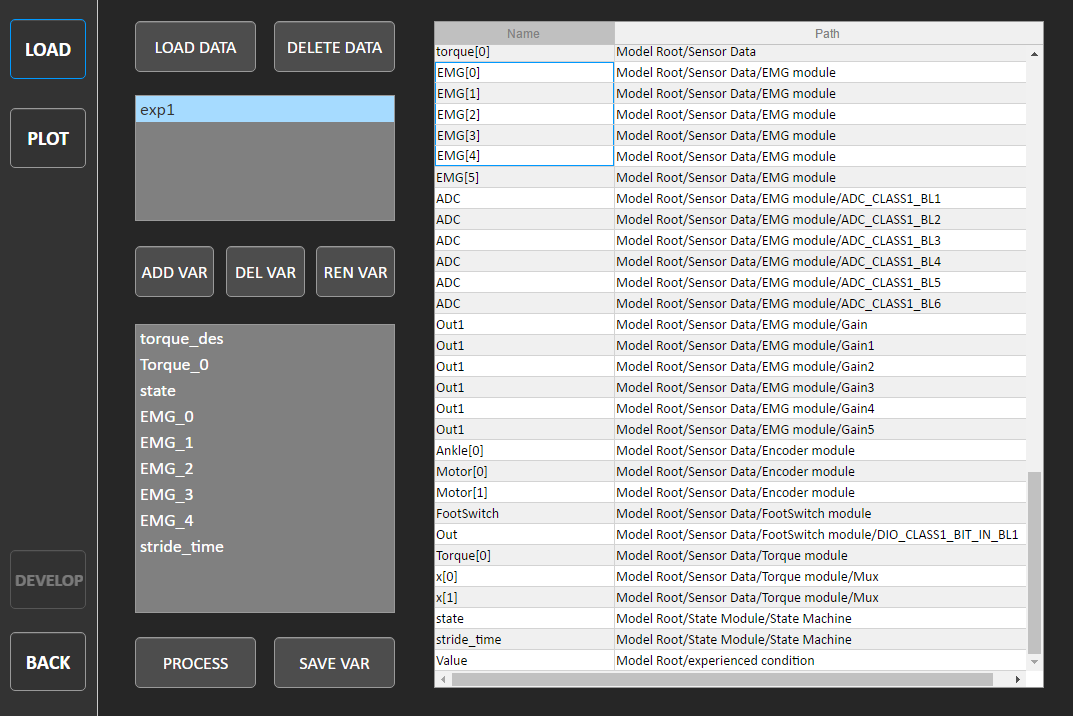 LOAD
PLOT
DEVELOP
BACK
LOAD DATA DELETE DATA
exp1
ADD VAR DEL VAR REN VAR
torque_des
Torque_0
state
EMG_0
EMG_1
EMG_2
EMG_3
EMG_4
stride_time
PROCESS SAVE VAR
Name Path
torque[0] Model Root/Sensor Data
EMG[0] Model Root/Sensor Data/EMG module
EMG[1] Model Root/Sensor Data/EMG module
EMG[2] Model Root/Sensor Data/EMG module
EMG[3] Model Root/Sensor Data/EMG module
EMG[4] Model Root/Sensor Data/EMG module
EMG[5] Model Root/Sensor Data/EMG module
ADC Model Root/Sensor Data/EMG module/ADC_CLASS1_BL1
ADC Model Root/Sensor Data/EMG module/ADC_CLASS1_BL2
ADC Model Root/Sensor Data/EMG module/ADC_CLASS1_BL3
ADC Model Root/Sensor Data/EMG module/ADC_CLASS1_BL4
ADC Model Root/Sensor Data/EMG module/ADC_CLASS1_BL5
ADC Model Root/Sensor Data/EMG module/ADC_CLASS1_BL6
Out1 Model Root/Sensor Data/EMG module/Gain
Out1 Model Root/Sensor Data/EMG module/Gain1
Out1 Model Root/Sensor Data/EMG module/Gain2
Out1 Model Root/Sensor Data/EMG module/Gain3
Out1 Model Root/Sensor Data/EMG module/Gain4
Out1 Model Root/Sensor Data/EMG module/Gain5
Ankle[0] Model Root/Sensor Data/Encoder module
Motor[0] Model Root/Sensor Data/Encoder module
Motor[1] Model Root/Sensor Data/Encoder module
FootSwitch Model Root/Sensor Data/FootSwitch module
Out Model Root/Sensor Data/FootSwitch module/DIO_CLASS1_BIT_IN_BL1
Torque[0] Model Root/Sensor Data/Torque module
x[0] Model Root/Sensor Data/Torque module/Mux
x[1] Model Root/Sensor Data/Torque module/Mux
state Model Root/State Module/State Machine
stride_time Model Root/State Module/State Machine
Value Model Root/experienced condition